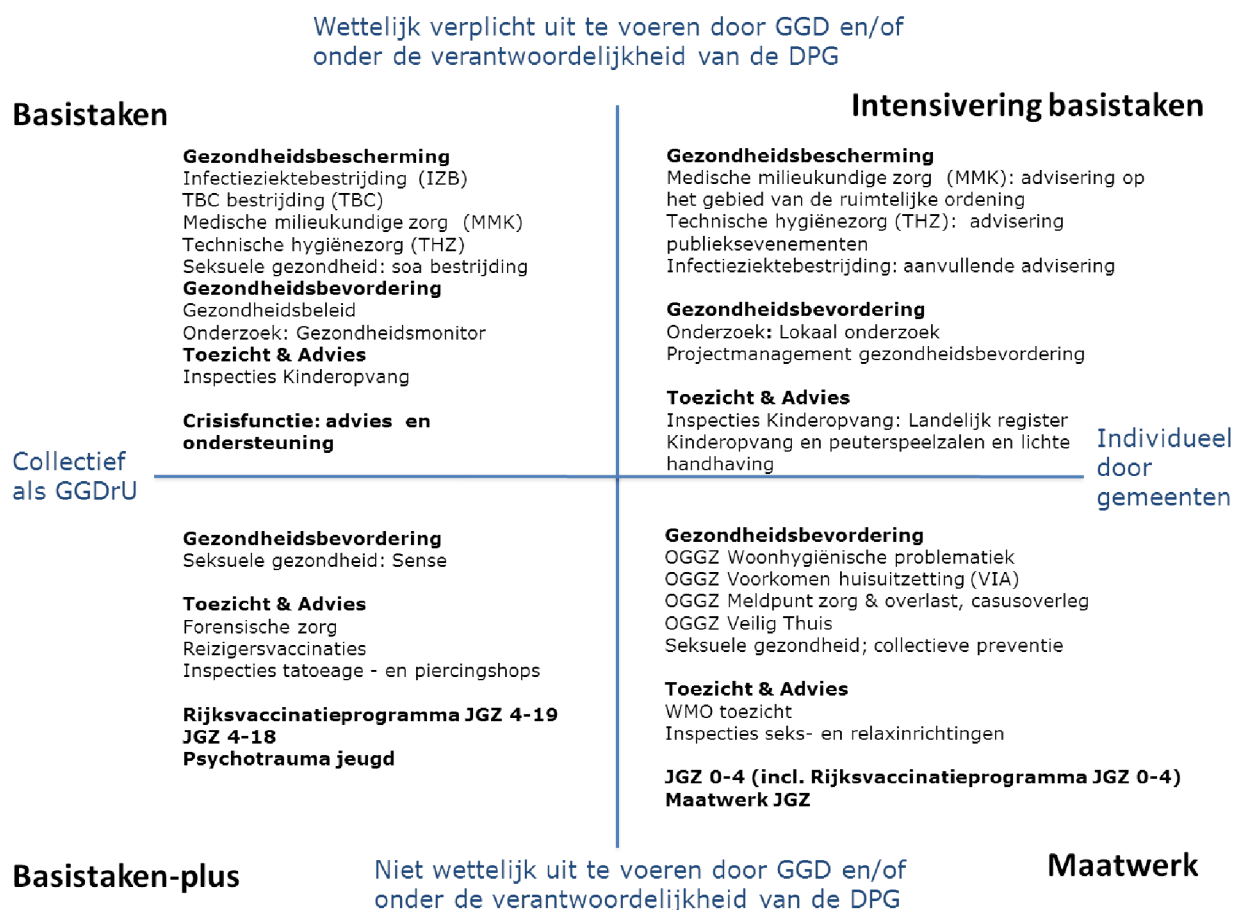 Wettelijk verplicht uit te voeren door GGD en/of
onder de verantwoordelijkheid van de DPG
Basistaken
Gezondheidsbescherming
Infectieziektebestrijding (IZB)
TBC bestrijding (TBC)
Medische milieukundige zorg (MMK)
Technische hygiënezorg (THZ)
Seksuele gezondheid: soa bestrijding
Gezondheidsbevordering
Gezondheidsbeleid
Onderzoek: Gezondheidsmonitor
Toezicht & Advies
Inspecties Kinderopvang
Crisisfunctie: advies en
ondersteuning
Intensivering basistaken
Gezondheidsbescherming
Medische milieukundige zorg (MMK): advisering op
het gebied van de ruimtelijke ordening
Technische hygiënezorg (THZ): advisering
publieksevenementen
Infectieziektebestrijding: aanvullende advisering
Gezondheidsbevordering
Onderzoek: Lokaal onderzoek
Projectmanagement gezondheidsbevordering
Toezicht & Advies
Inspecties Kinderopvang: Landelijk register
Kinderopvang en peuterspeelzalen en lichte
handhaving
Collectief
als GGDrU
Individueel
door
gemeenten
Gezondheidsbevordering
Seksuele gezondheid: Sense
Toezicht & Advies
Forensische zorg
Reizigersvaccinaties
Inspecties tatoeage - en piercingshops
Rijksvaccinatieprogramma JGZ 4-19
JGZ 4-18
Psychotrauma jeugd
Basistaken-plus
Gezondheidsbevordering
OGGZ Woonhygiënische problematiek
OGGZ Voorkomen huisuitzetting (VIA)
OGGZ Meldpunt zorg & overlast, casusoverleg
OGGZ Veilig Thuis
Seksuele gezondheid; collectieve preventie
Toezicht & Advies
WMO toezicht
Inspecties seks- en relaxinrichtingen
JGZ 0-4 (incl. Rijksvaccinatieprogramma JGZ 0-4)
Maatwerk JGZ
Maatwerk
Niet wettelijk uit te voeren door GGD en/of
onder de verantwoordelijkheid van de DPG